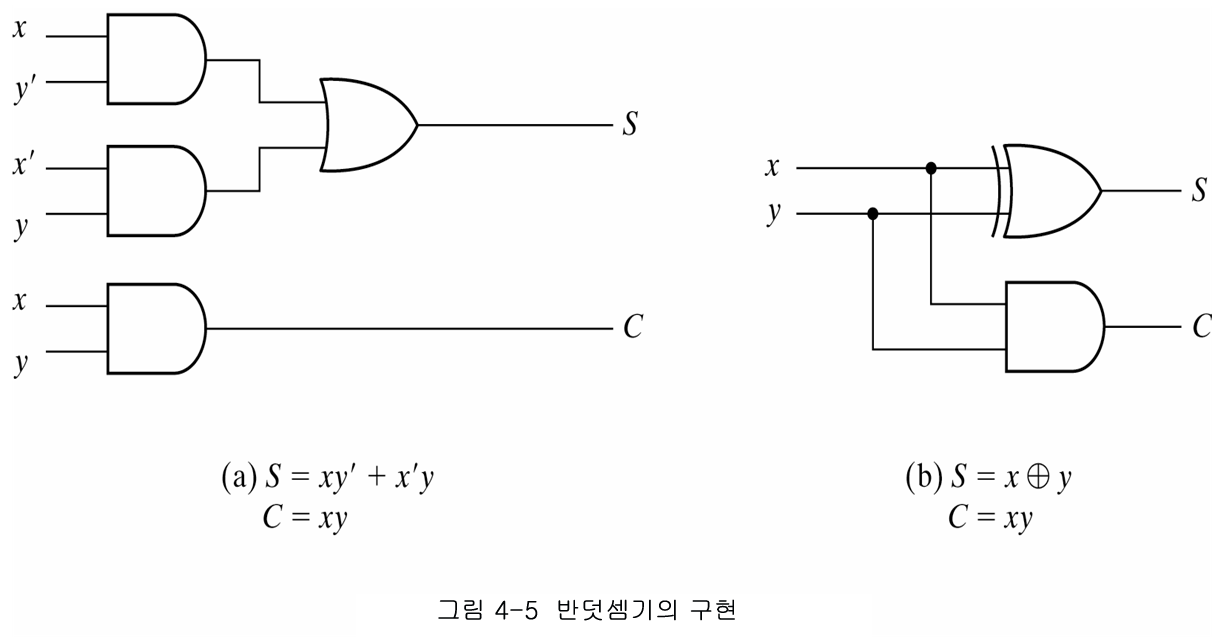 x
y′
x′
y
x
y
S
C
x
y
S
C
(a) S = xy′ + x′y
C = xy
(b) S = x ⊕ y
C = xy
그림 4-5 반덧셈기의 구현